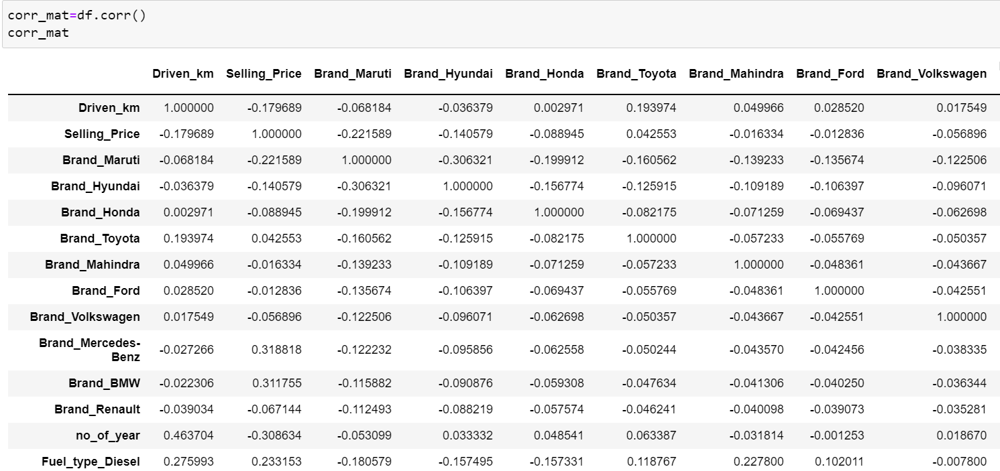 corr_mat=df.corr()
corr_mat
Driven_km Selling_Price Brand_Maruti Brand_Hyundai Brand_Honda Brand_Toyota Brand_Mahindra Brand_Ford Brand_Volkswagen
Driven_km 1.000000 -0.179689 -0.068184 -0.036379 0.002971 0.193974 0.049966 0.028520 0.017549
Selling_Price -0.179689 1.000000 -0.221589 -0.140579 -0.088945 0.042553 -0.016334 -0.012836 -0.056896
Brand_Maruti -0.068184 -0.221589 1.000000 -0.306321 -0.199912 -0.160562 -0.139233 -0.135674 -0.122506
Brand_Hyundai -0.036379 -0.140579 -0.306321 1.000000 -0.156774 -0.125915 -0.109189 -0.106397 -0.096071
Brand_Honda 0.002971 -0.088945 -0.199912 -0.156774 1.000000 -0.082175 -0.071259 -0.069437 -0.062698
Brand_Toyota 0.193974 0.042553 -0.160562 -0.125915 -0.082175 1.000000 -0.057233 -0.055769 -0.050357
Brand_Mahindra 0.049966 -0.016334 -0.139233 -0.109189 -0.071259 -0.057233 1.000000 -0.048361 -0.043667
Brand_Ford 0.028520 -0.012836 -0.135674 -0.106397 -0.069437 -0.055769 -0.048361 1.000000 -0.042551
Brand_Volkswagen 0.017549 -0.056896 -0.122506 -0.096071 -0.062698 -0.050357 -0.043667 -0.042551 1.000000
Brand_Mercedes-
Benz -0.027266 0.318818 -0.122232 -0.095856 -0.062558 -0.050244 -0.043570 -0.042456 -0.038335
Brand_BMW -0.022306 0.311755 -0.115882 -0.090876 -0.059308 -0.047634 -0.041306 -0.040250 -0.036344
Brand_Renault -0.039034 -0.067144 -0.112493 -0.088219 -0.057574 -0.046241 -0.040098 -0.039073 -0.035281
no_of_year 0.463704 -0.308634 -0.053099 0.033332 0.048541 0.063387 -0.031814 -0.001253 0.018670
Fuel_type_Diesel 0.275993 0.233153 -0.180579 -0.157495 -0.157331 0.118767 0.227800 0.102011 -0.007800